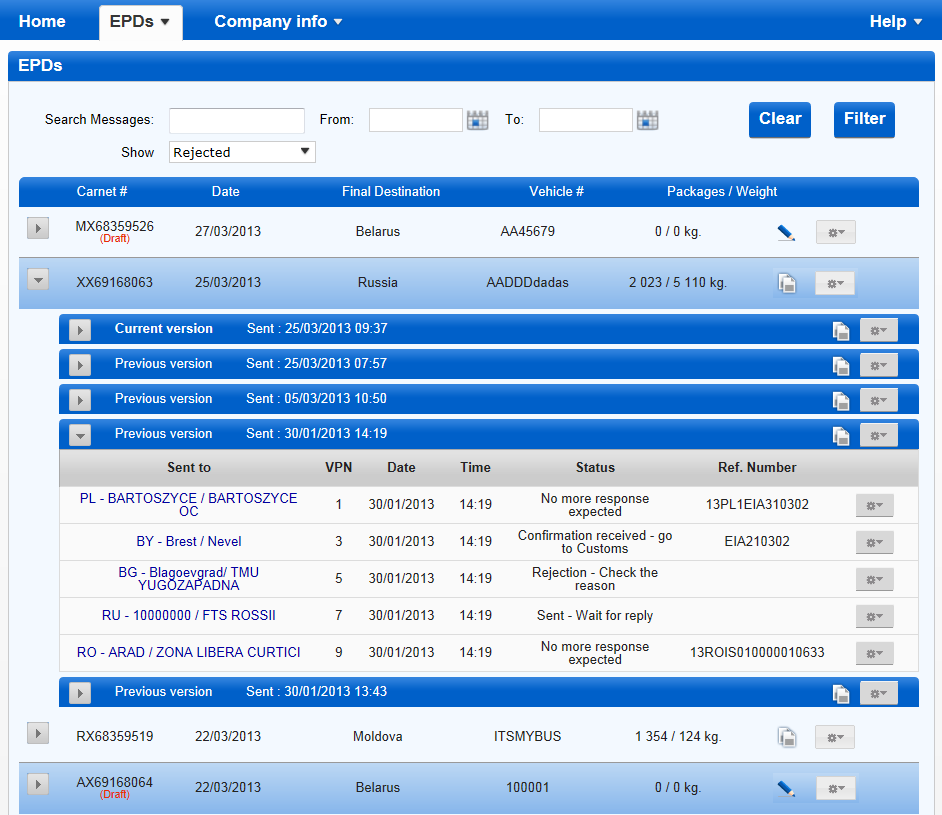 Home EPDs Company info Help
EPDs
Search Messages: From: To: Clear Filter
Show Rejected
Carnet # Date Final Destination Vehicle # Packages / Weight
MX68359526 27/03/2013 Belarus AA45679 0 / 0 kg.
(Draft)
XX69168063 25/03/2013 Russia AADDDdadas 2 023 / 5 110 kg.
Current version Sent : 25/03/2013 09:37
Previous version Sent : 25/03/2013 07:57
Previous version Sent : 05/03/2013 10:50
Previous version Sent : 30/01/2013 14:19
Sent to VPN Date Time Status Ref. Number
PL - BARTOSZYCE / BARTOSZYCE
OC
1 30/01/2013 14:19
No more response
expected
13PL1EIA310302
BY - Brest / Nevel 3 30/01/2013 14:19
Confirmation received - go
to Customs
EIA210302
BG - Blagoevgrad/ TMU
YUGOZAPADNA
5 30/01/2013 14:19
Rejection - Check the
reason
RU - 10000000 / FTS ROSSII 7 30/01/2013 14:19 Sent - Wait for reply
RO - ARAD / ZONA LIBERA CURTICI 9 30/01/2013 14:19
No more response
expected
13ROIS010000010633
Previous version Sent : 30/01/2013 13:43
RX68359519 22/03/2013 Moldova ITSMYBUS 1 354 / 124 kg.
AX69168064 22/03/2013 Belarus 100001 0 / 0 kg.
(Draft)